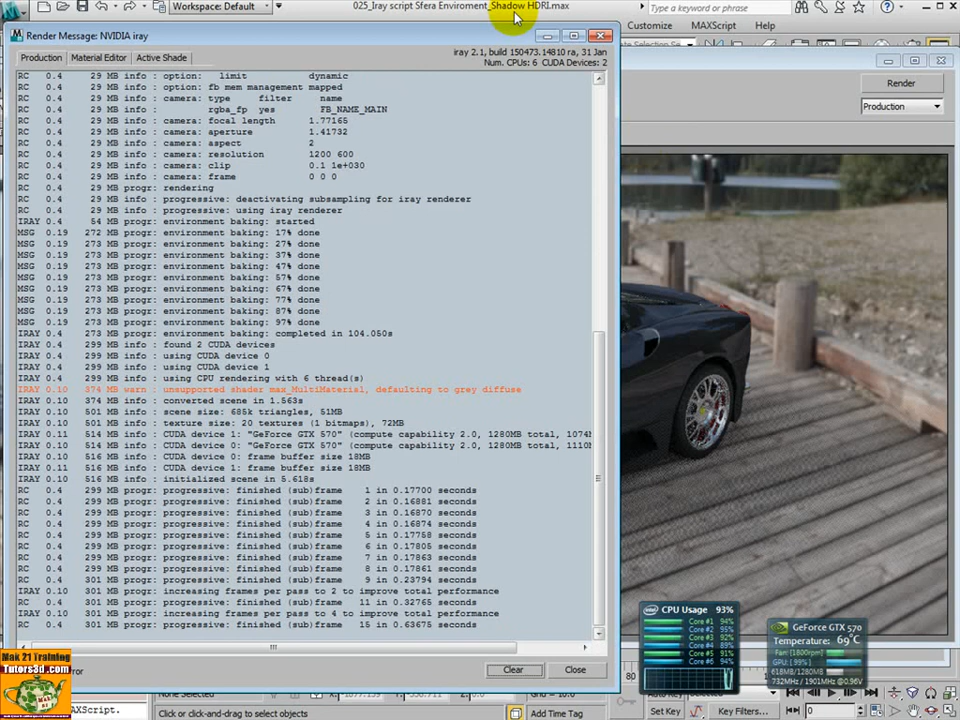 Workspace: Default
025_Iray script Sfera Enviroment_Shadow HDRI.max
Type a keyword or phrase
Render Message: NVIDIA iray
Customize
MAXScript
Help
iray 2.1, build 150473.14810 ra, 31 Jan
Num. CPUs: 6 CUDA Devices: 2
Production
Material Editor
Active Shade
RC 0.4 29 MB info : option: limit dynamic
RC 0.4 29 MB info : option: fb mem management mapped
RC 0.4 29 MB info : camera: type filter name
RC 0.4 29 MB info : rgba_fp yes FB_NAME_MAIN
RC 0.4 29 MB info : camera: focal length 1.77165
RC 0.4 29 MB info : camera: aperture 1.41732
RC 0.4 29 MB info : camera: aspect 2
RC 0.4 29 MB info : camera: resolution 1200 600
RC 0.4 29 MB info : camera: clip 0.1 1e+030
RC 0.4 29 MB info : camera: frame 0 0 0
RC 0.4 29 MB progr: rendering
RC 0.4 29 MB info : progressive: deactivating subsampling for iray renderer
RC 0.4 29 MB progr: progressive: using iray renderer
IRAY 0.4 54 MB progr: environment baking: started
MSG 0.19 272 MB progr: environment baking: 17% done
MSG 0.19 273 MB progr: environment baking: 27% done
MSG 0.19 273 MB progr: environment baking: 37% done
MSG 0.19 273 MB progr: environment baking: 47% done
MSG 0.19 273 MB progr: environment baking: 57% done
MSG 0.19 273 MB progr: environment baking: 67% done
MSG 0.19 273 MB progr: environment baking: 77% done
MSG 0.19 273 MB progr: environment baking: 87% done
MSG 0.19 273 MB progr: environment baking: 97% done
IRAY 0.4 273 MB progr: environment baking: completed in 104.050s
IRAY 0.4 299 MB info : found 2 CUDA devices
IRAY 0.4 299 MB info : using CUDA device 0
IRAY 0.4 299 MB info : using CUDA device 1
IRAY 0.4 299 MB info : using CPU rendering with 6 thread(s)
IRAY 0.10 374 MB warn : unsupported shader max_MultiMaterial, defaulting to grey diffuse
IRAY 0.10 374 MB info : converted scene in 1.563s
IRAY 0.10 501 MB info : scene size: 685k triangles, 51MB
IRAY 0.10 501 MB info : texture size: 20 textures (1 bitmaps), 72MB
IRAY 0.11 514 MB info : CUDA device 1: "GeForce GTX 570" (compute capability 2.0, 1280MB total, 1074
IRAY 0.10 514 MB info : CUDA device 0: "GeForce GTX 570" (compute capability 2.0, 1280MB total, 1110
IRAY 0.10 516 MB info : CUDA device 0: frame buffer size 18MB
IRAY 0.11 516 MB info : CUDA device 1: frame buffer size 18MB
IRAY 0.10 516 MB info : initialized scene in 5.618s
RC 0.4 299 MB progr: progressive: finished (sub)frame 1 in 0.17700 seconds
RC 0.4 299 MB progr: progressive: finished (sub)frame 2 in 0.16881 seconds
RC 0.4 299 MB progr: progressive: finished (sub)frame 3 in 0.16870 seconds
RC 0.4 299 MB progr: progressive: finished (sub)frame 4 in 0.16874 seconds
RC 0.4 299 MB progr: progressive: finished (sub)frame 5 in 0.17758 seconds
RC 0.4 299 MB progr: progressive: finished (sub)frame 6 in 0.17805 seconds
RC 0.4 299 MB progr: progressive: finished (sub)frame 7 in 0.17863 seconds
RC 0.4 299 MB progr: progressive: finished (sub)frame 8 in 0.17861 seconds
RC 0.4 301 MB progr: progressive: finished (sub)frame 9 in 0.23794 seconds
IRAY 0.10 301 MB progr: increasing frames per pass to 2 to improve total performance
RC 0.4 301 MB progr: progressive: finished (sub)frame 11 in 0.32765 seconds
IRAY 0.10 301 MB progr: increasing frames per pass to 4 to improve total performance
RC 0.4 301 MB progr: progressive: finished (sub)frame 15 in 0.63675 seconds
Render
Production
Clear
Close
CPU Usage 93%
Core #1 94%
Core #2 95%
Core #3 92%
Core #4 89%
Core #5 91%
Core #6 94%
GeForce GTX 570
Temperature: 69°C
Fan: [1800rpm]
GPU: [99%]
618MB/1280MB
732MHz / 1901MHz @0.96V
Mak 21 Training
Tutors3d.com
80
Set Key
Key Filters...
0
AXScript.
Click or click-and-drag to select objects
Add Time Tag